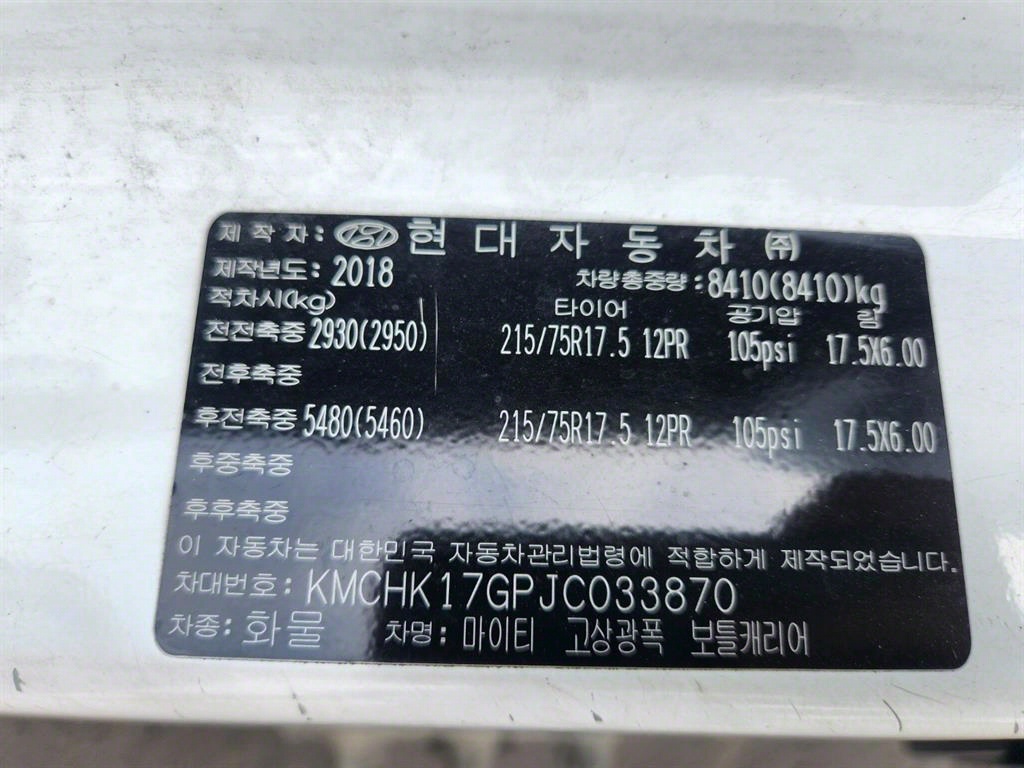 제작자: 현대자동차㈜
제작년도: 2018 차량총중량: 8410(8410)kg
적차시(kg) 타이어 공기압 림
전전축중 2930(2950) 215/75R17.5 12PR 105psi 17.5X6.00
전후축중
후전축중 5480(5460) 215/75R17.5 12PR 105psi 17.5X6.00
후중축중
후후축중
이 자동차는 대한민국 자동차관리법령에 적합하게 제작되었음
차대번호: KMCHK17GPJC033870
차종: 화물 차명: 마이티 고상광폭 보틀캐리어